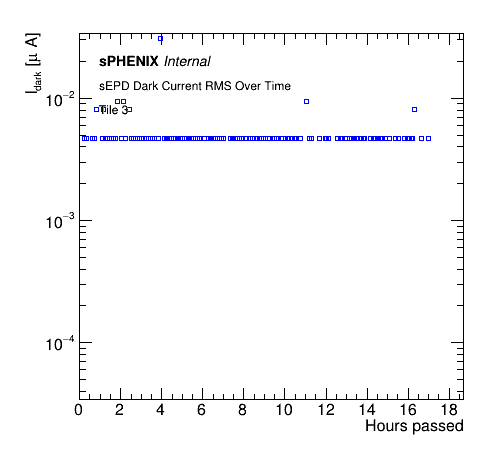 I_dark [μ A]
sPHENIX Internal
sEPD Dark Current RMS Over Time
Tile 3
10⁻²
10⁻³
10⁻⁴
0 2 4 6 8 10 12 14 16 18
Hours passed